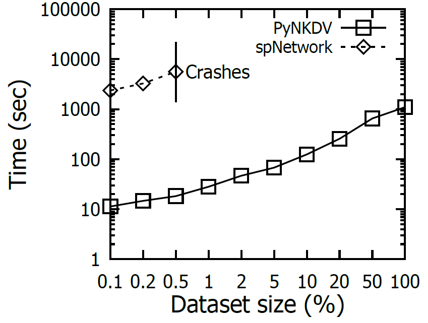 100000
10000
1000
100
10
1
Time (sec)
PyNKDV
spNetwork
Crashes
0.1 0.2 0.5 1 2 5 10 20 50 100
Dataset size (%)